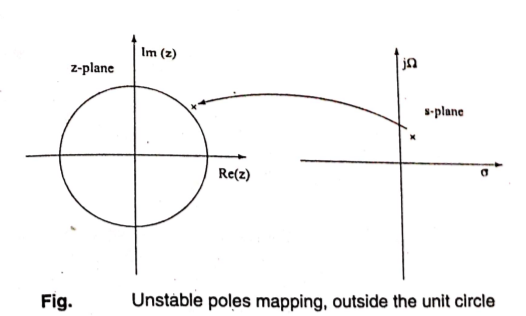 Im (z)
z-plane
jΩ
s-plane
Re(z)
σ
Fig. Unstable poles mapping, outside the unit circle